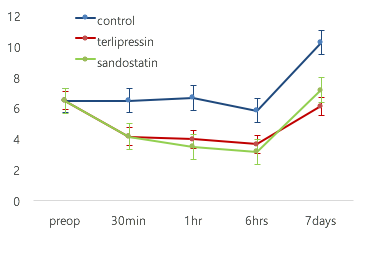 12
control
terlipressin
10
sandostatin
8
6
4
2
0
preop 30min 1hr 6hrs 7days